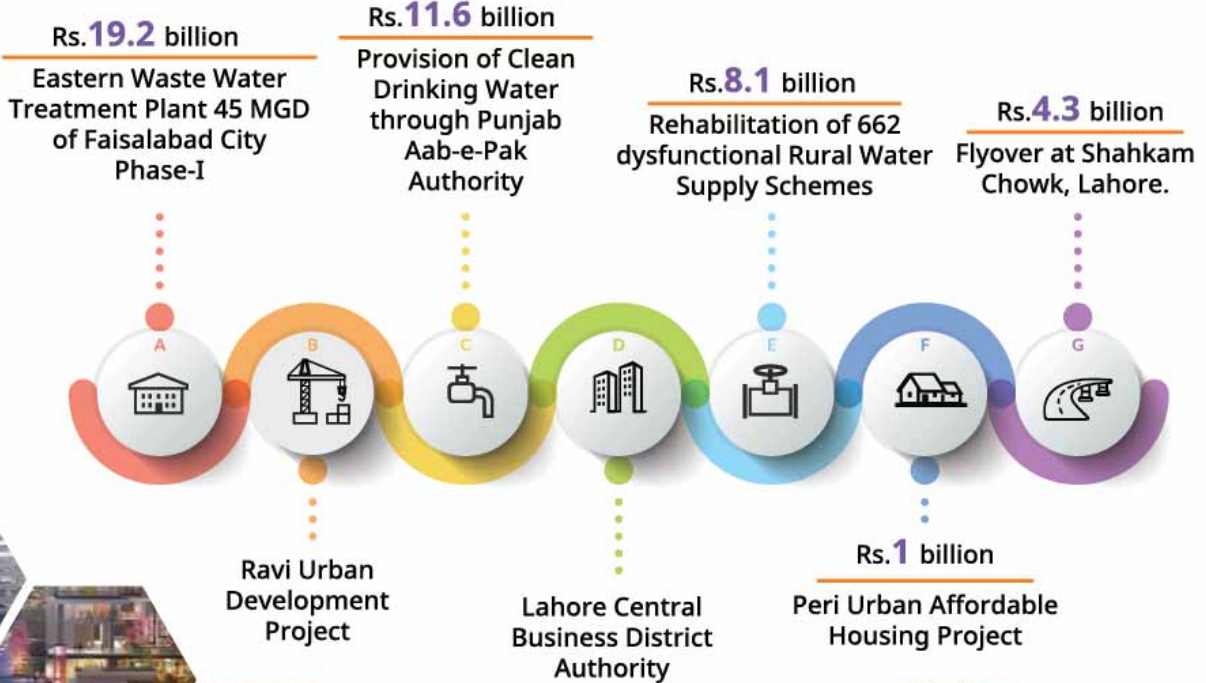 Rs.19.2 billion
Eastern Waste Water
Treatment Plant 45 MGD
of Faisalabad City
Phase-I
Rs.11.6 billion
Provision of Clean
Drinking Water
through Punjab
Aab-e-Pak
Authority
Rs.8.1 billion
Rehabilitation of 662
dysfunctional Rural Water
Supply Schemes
Rs.4.3 billion
Flyover at Shahkam
Chowk, Lahore.
A
B
C
D
E
F
G
Ravi Urban
Development
Project
Lahore Central
Business District
Authority
Rs.1 billion
Peri Urban Affordable
Housing Project